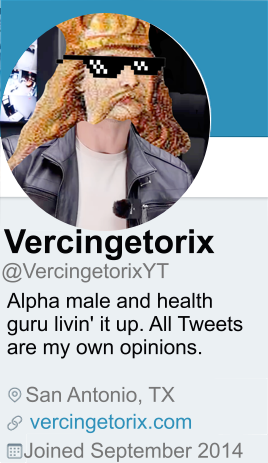 Vercingetorix
@VercingetorixYT
Alpha male and health
guru livin' it up. All Tweets
are my own opinions.
San Antonio, TX
vercingetorix.com
Joined September 2014